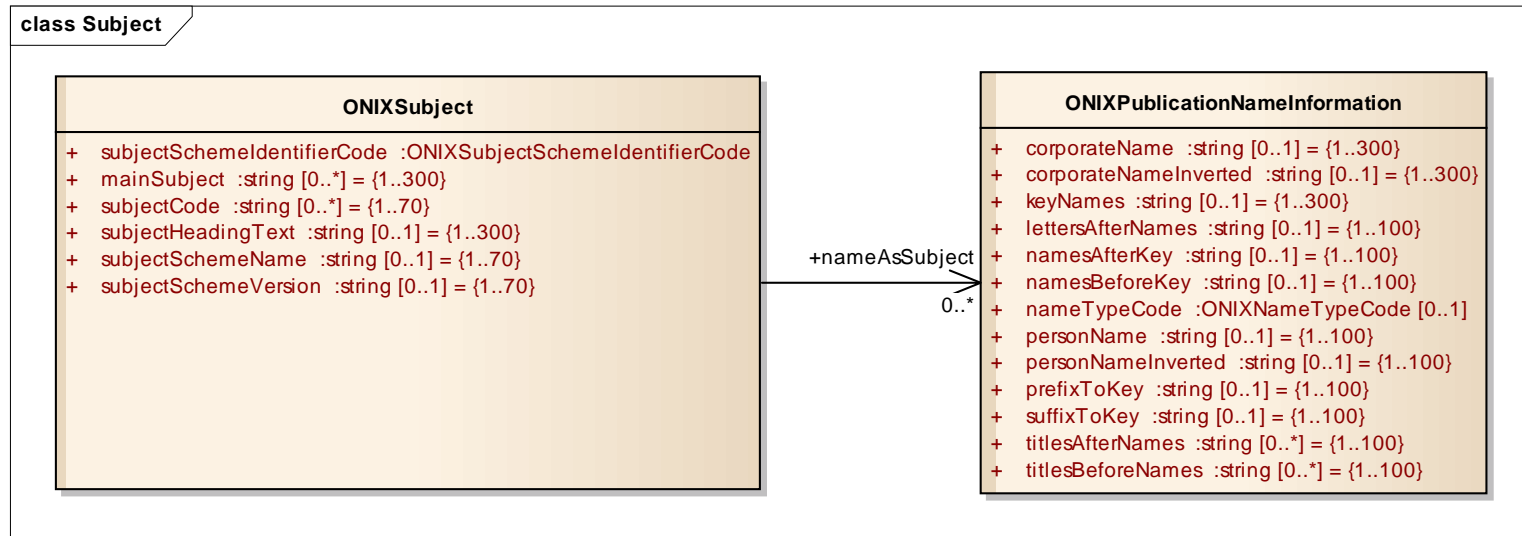 class Subject
ONIXSubject
+ subjectSchemeIdentifierCode :ONIXSubjectSchemeIdentifierCode
+ mainSubject :string [0..*] = {1..300}
+ subjectCode :string [0..*] = {1..70}
+ subjectHeadingText :string [0..1] = {1..300}
+ subjectSchemeName :string [0..1] = {1..70}
+ subjectSchemeVersion :string [0..1] = {1..70}
+nameAsSubject
0..*
ONIXPublicationNameInformation
+ corporateName :string [0..1] = {1..300}
+ corporateNameInverted :string [0..1] = {1..300}
+ keyNames :string [0..1] = {1..300}
+ lettersAfterNames :string [0..1] = {1..100}
+ namesAfterKey :string [0..1] = {1..100}
+ namesBeforeKey :string [0..1] = {1..100}
+ nameTypeCode :ONIXNameTypeCode [0..1]
+ personName :string [0..1] = {1..100}
+ personNameInverted :string [0..1] = {1..100}
+ prefixToKey :string [0..1] = {1..100}
+ suffixToKey :string [0..1] = {1..100}
+ titlesAfterNames :string [0..*] = {1..100}
+ titlesBeforeNames :string [0..*] = {1..100}